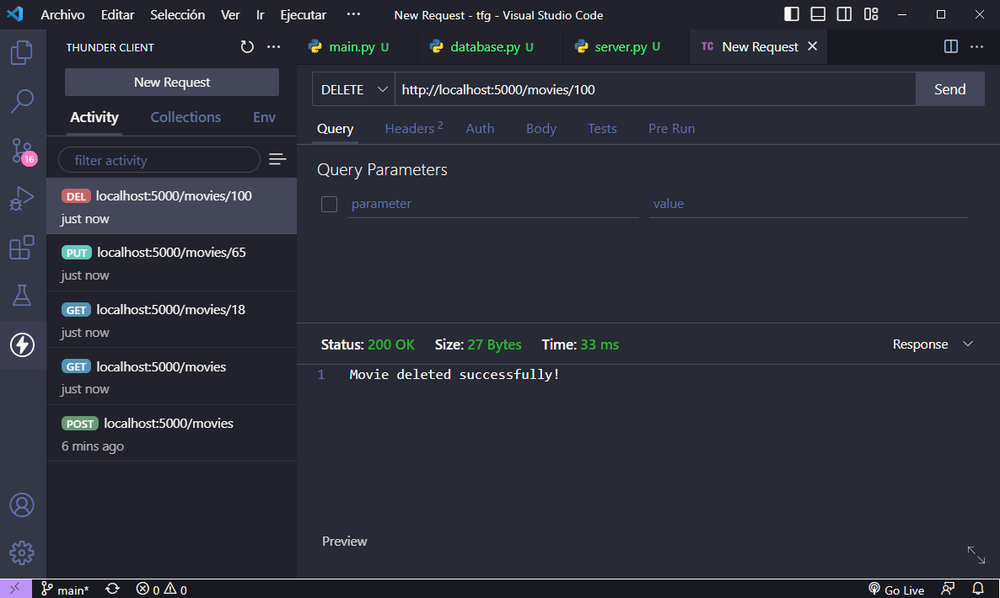 Archivo Editar Selección Ver Ir Ejecutar ··· New Request - tfg - Visual Studio Code
THUNDER CLIENT
main.py U database.py U server.py U TC New Request
New Request
DELETE http://localhost:5000/movies/100 Send
Activity Collections Env
Query Headers 2 Auth Body Tests Pre Run
filter activity
Query Parameters
parameter value
16
DEL localhost:5000/movies/100
just now
PUT localhost:5000/movies/65
just now
GET localhost:5000/movies/18
just now
GET localhost:5000/movies
just now
POST localhost:5000/movies
6 mins ago
Status: 200 OK Size: 27 Bytes Time: 33 ms Response
1 Movie deleted successfully!
Preview
main* 0 0 Go Live